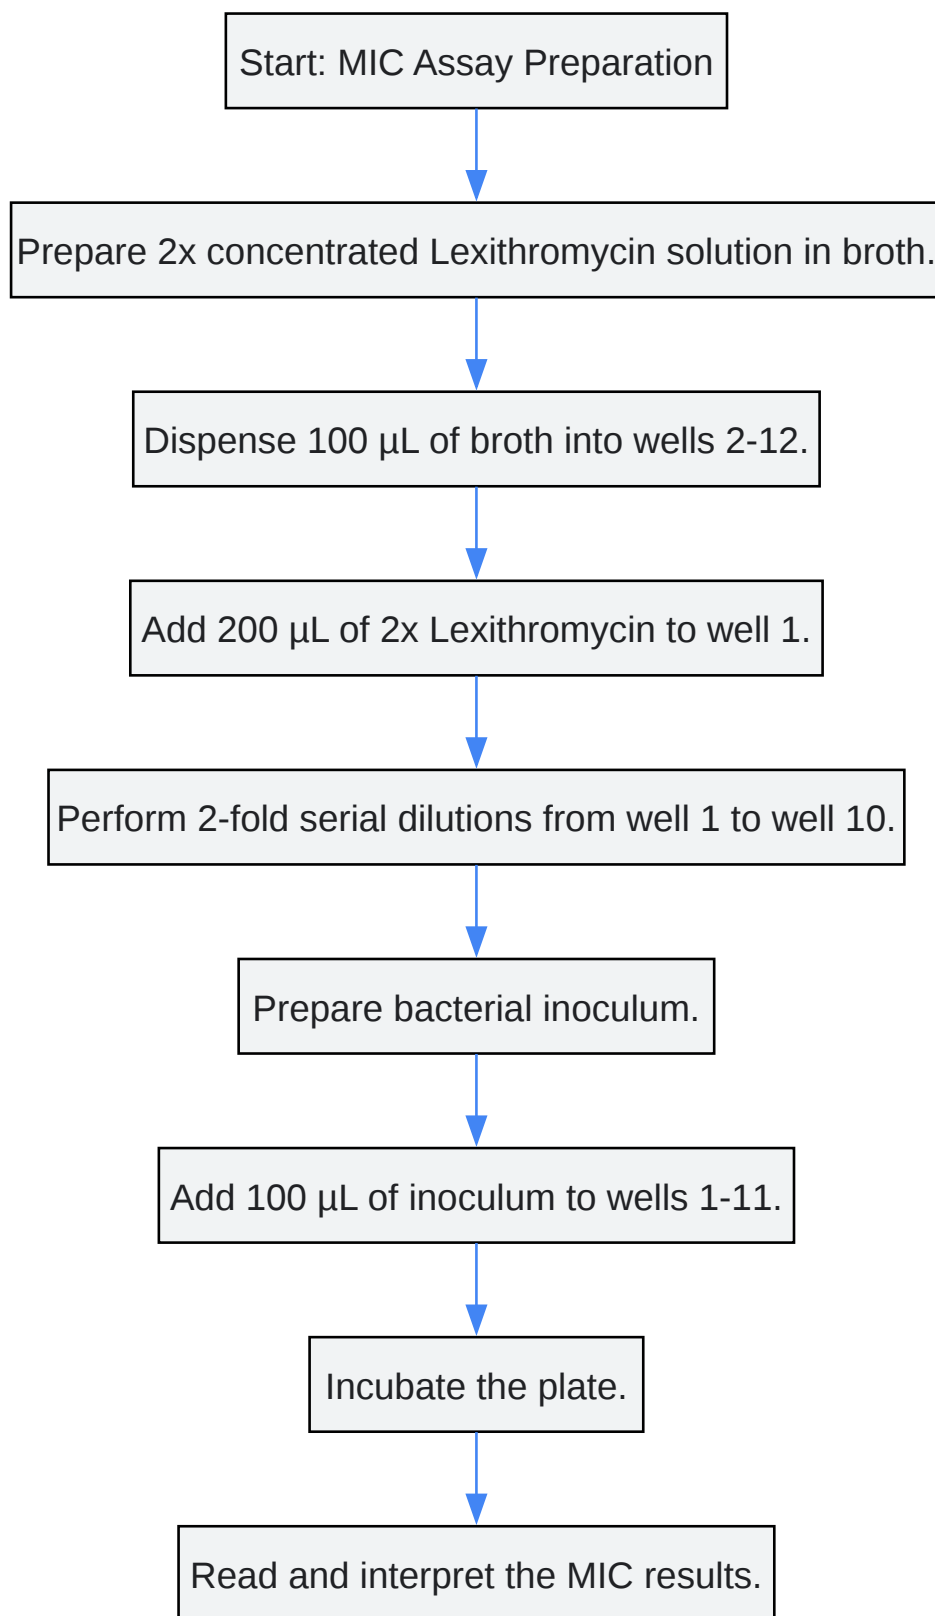 Start: MIC Assay Preparation
Prepare 2x concentrated Lexithromycin solution in broth.
Dispense 100 µL of broth into wells 2-12.
Add 200 µL of 2x Lexithromycin to well 1.
Perform 2-fold serial dilutions from well 1 to well 10.
Prepare bacterial inoculum.
Add 100 µL of inoculum to wells 1-11.
Incubate the plate.
Read and interpret the MIC results.